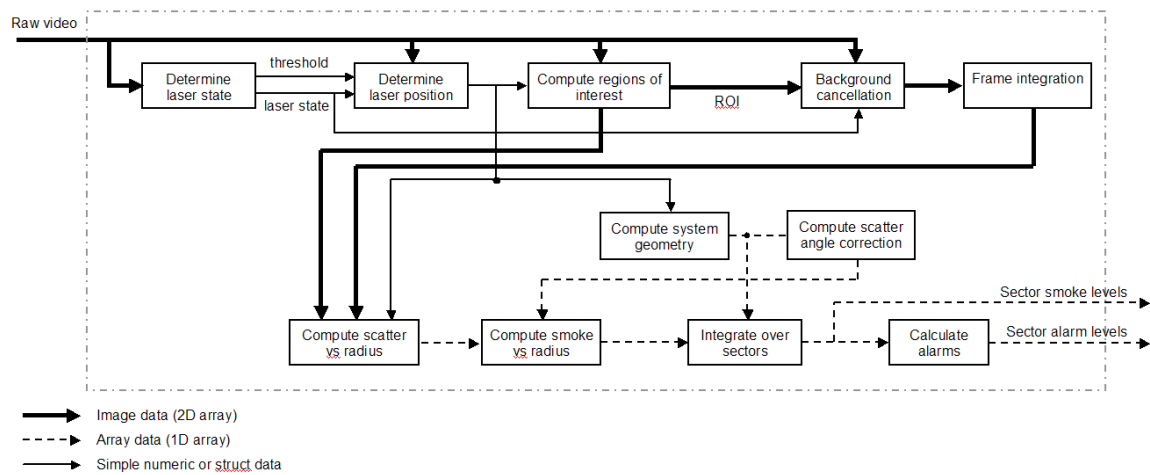 Raw video
Determine
laser state
threshold
laser state
Determine
laser position
Compute regions of
interest
ROI
Background
cancellation
Frame integration
Compute system
geometry
Compute scatter
angle correction
Sector smoke levels
Compute scatter
vs radius
Compute smoke
vs radius
Integrate over
sectors
Calculate
alarms
Sector alarm levels
Image data (2D array)
Array data (1D array)
Simple numeric or struct data